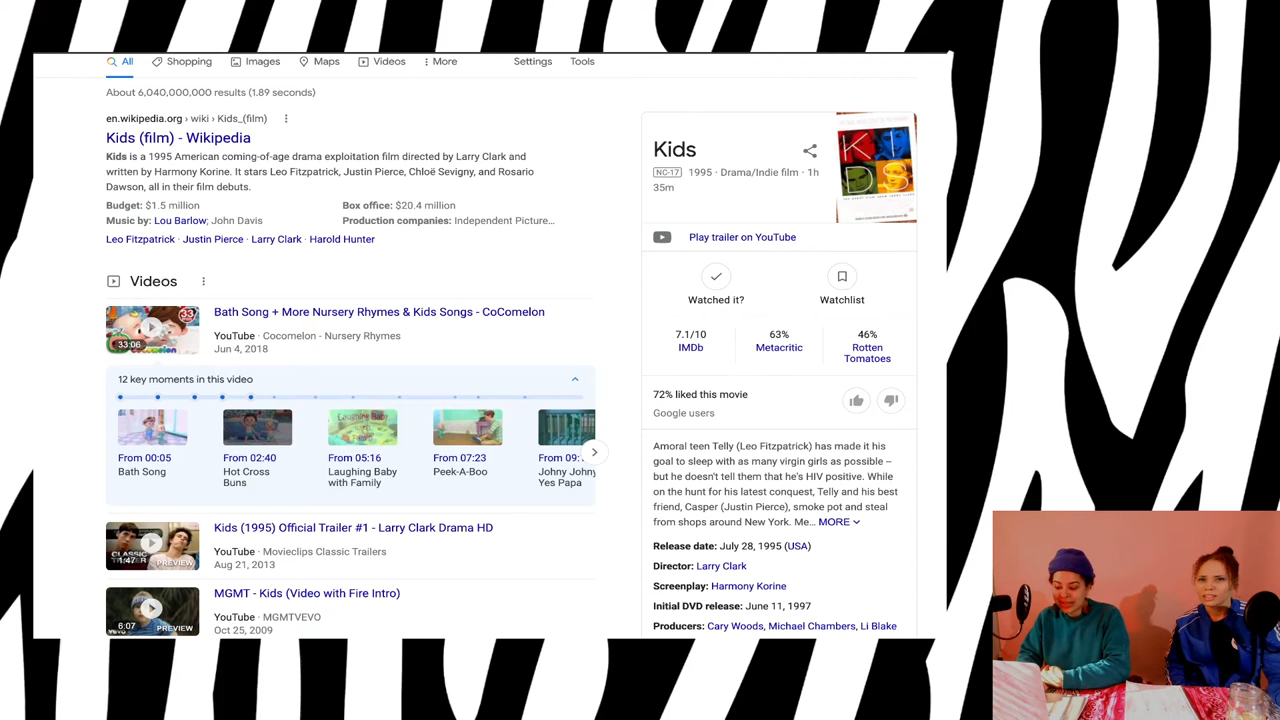 All Shopping Images Maps Videos More Settings Tools
About 6,040,000,000 results (1.89 seconds)
en.wikipedia.org › wiki › Kids_(film)
Kids (film) - Wikipedia
Kids is a 1995 American coming-of-age drama exploitation film directed by Larry Clark and
written by Harmony Korine. It stars Leo Fitzpatrick, Justin Pierce, Chloë Sevigny, and Rosario
Dawson, all in their film debuts.
Budget: $1.5 million Box office: $20.4 million
Music by: Lou Barlow; John Davis Production companies: Independent Picture...
Leo Fitzpatrick · Justin Pierce · Larry Clark · Harold Hunter
Videos
Bath Song + More Nursery Rhymes & Kids Songs - CoComelon
YouTube · Cocomelon - Nursery Rhymes
Jun 4, 2018
33
33:06
12 key moments in this video
From 00:05
Bath Song
From 02:40
Hot Cross
Buns
From 05:16
Laughing Baby
with Family
From 07:23
Peek-A-Boo
From 09:
Johny Johny
Yes Papa
Kids (1995) Official Trailer #1 - Larry Clark Drama HD
YouTube · Movieclips Classic Trailers
Aug 21, 2013
1:47 PREVIEW
MGMT - Kids (Video with Fire Intro)
YouTube · MGMTVEVO
Oct 25, 2009
6:07 PREVIEW
Kids
NC-17 1995 · Drama/Indie film · 1h
35m
KI
DS
Play trailer on YouTube
Watched it? Watchlist
7.1/10
IMDb
63%
Metacritic
46%
Rotten
Tomatoes
72% liked this movie
Google users
Amoral teen Telly (Leo Fitzpatrick) has made it his
goal to sleep with as many virgin girls as possible –
but he doesn't tell them that he's HIV positive. While
on the hunt for his latest conquest, Telly and his best
friend, Casper (Justin Pierce), smoke pot and steal
from shops around New York. Me... MORE
Release date: July 28, 1995 (USA)
Director: Larry Clark
Screenplay: Harmony Korine
Initial DVD release: June 11, 1997
Producers: Cary Woods, Michael Chambers, Li Blake